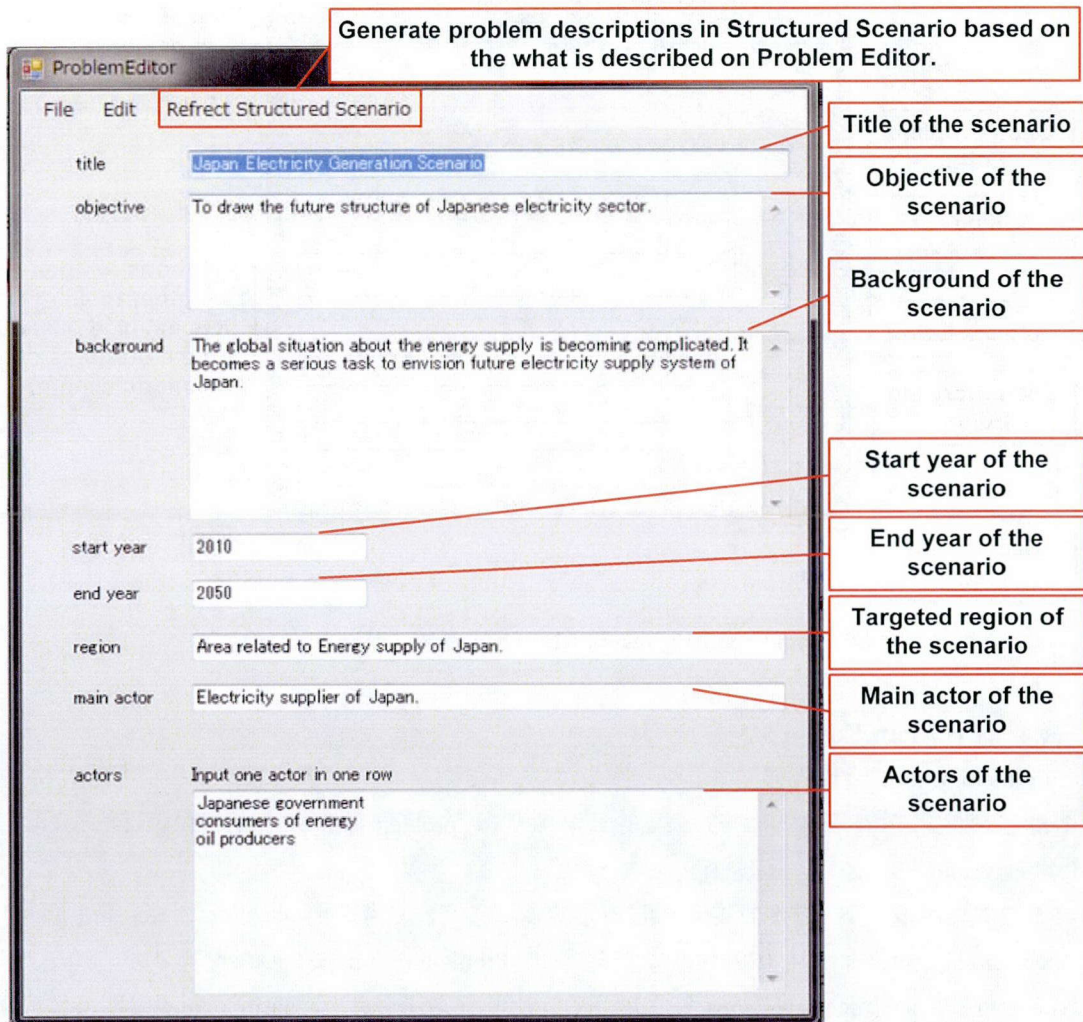 Generate problem descriptions in Structured Scenario based on
the what is described on Problem Editor.
ProblemEditor
File Edit Refrect Structured Scenario
Title of the scenario
title Japan Electricity Generation Scenario
Objective of the
scenario
objective To draw the future structure of Japanese electricity sector.
Background of the
scenario
background The global situation about the energy supply is becoming complicated. It
becomes a serious task to envision future electricity supply system of
Japan.
Start year of the
scenario
start year 2010
End year of the
scenario
end year 2050
Targeted region of
the scenario
region Area related to Energy supply of Japan.
Main actor of the
scenario
main actor Electricity supplier of Japan.
Actors of the
scenario
actors Input one actor in one row
Japanese government
consumers of energy
oil producers